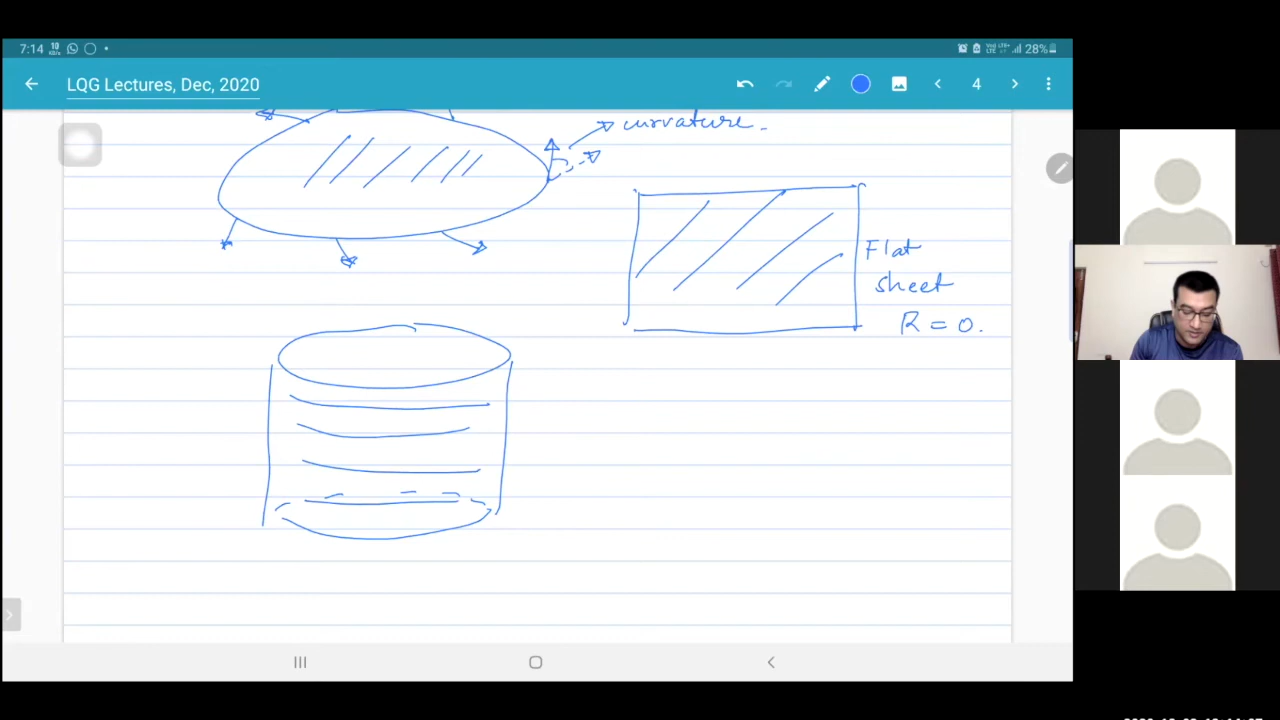 7:14
28%
LQG Lectures, Dec, 2020
4
curvature.
Flat
sheet
R = 0.